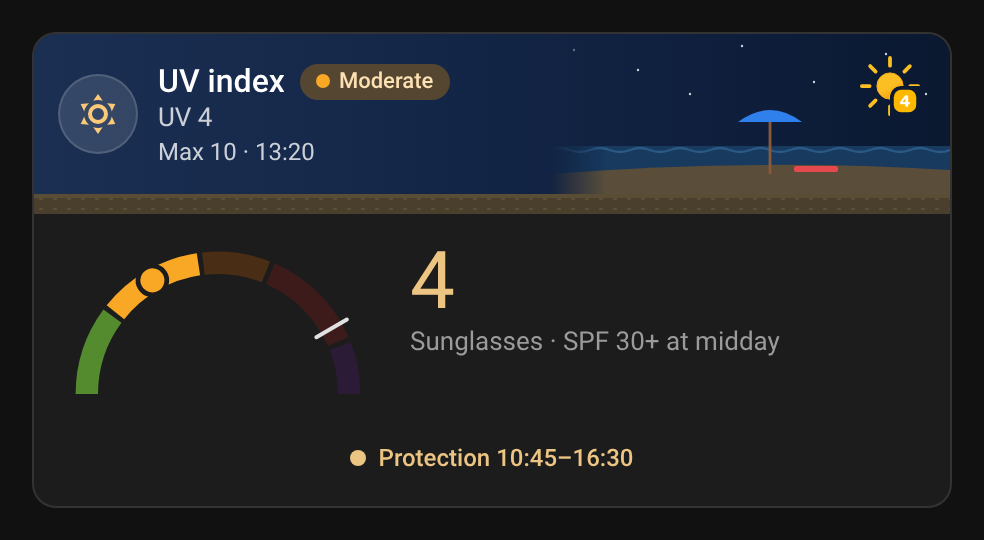 UV index
Moderate
UV 4
Max 10 · 13:20
4
4
Sunglasses · SPF 30+ at midday
Protection 10:45–16:30